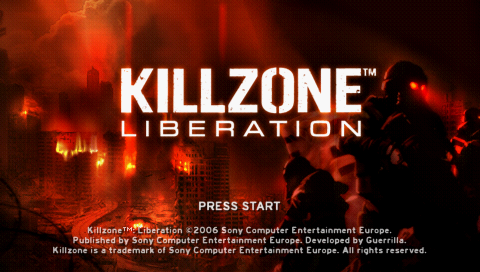 KILLZONE™
LIBERATION
PRESS START
Killzone™: Liberation ©2006 Sony Computer Entertainment Europe.
Published by Sony Computer Entertainment Europe. Developed by Guerrilla.
Killzone is a trademark of Sony Computer Entertainment Europe. All rights reserved.